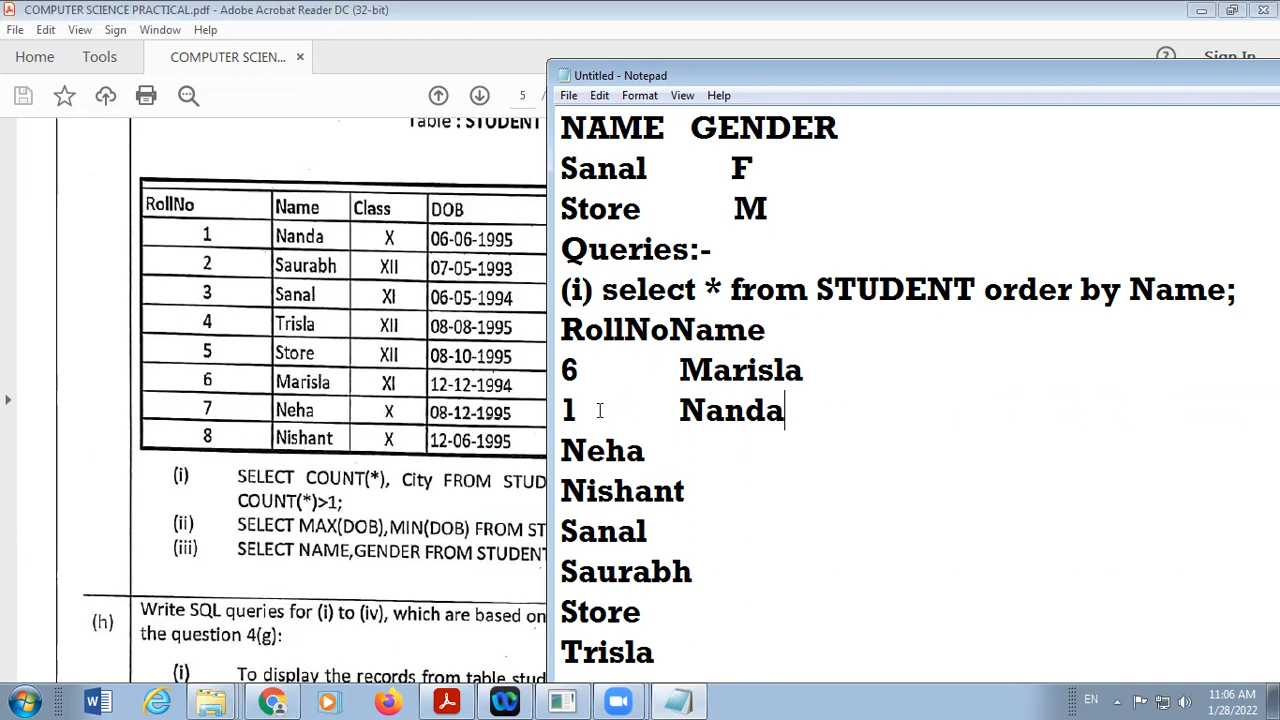 COMPUTER SCIENCE PRACTICAL.pdf - Adobe Acrobat Reader DC (32-bit)
File Edit View Sign Window Help
Home Tools COMPUTER SCIEN... × Sign In
5 /
Table : STUDENT
RollNo Name Class DOB
1 Nanda X 06-06-1995
2 Saurabh XII 07-05-1993
3 Sanal XI 06-05-1994
4 Trisla XII 08-08-1995
5 Store XII 08-10-1995
6 Marisla XI 12-12-1994
7 Neha X 08-12-1995
8 Nishant X 12-06-1995
(i) SELECT COUNT(*), City FROM STUD
COUNT(*)>1;
(ii) SELECT MAX(DOB),MIN(DOB) FROM ST
(iii) SELECT NAME,GENDER FROM STUDENT
(h) Write SQL queries for (i) to (iv), which are based on
the question 4(g):
(i) To display the records from table stude
Untitled - Notepad
File Edit Format View Help
NAME GENDER
Sanal F
Store M
Queries:-
(i) select * from STUDENT order by Name;
RollNoName
6 Marisla
1 Nanda
Neha
Nishant
Sanal
Saurabh
Store
Trisla
EN 11:06 AM
1/28/2022